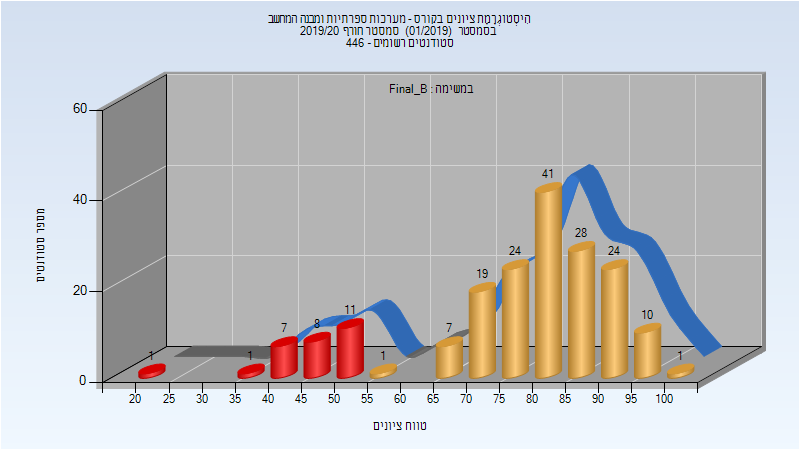 היסטוגרמת ציונים בקורס - מערכות ספרתיות ומבנה המחשב
בסמסטר (01/2019) סמסטר חורף 2019/20
סטודנטים רשומים - 446
במשימה : Final_B
מספר סטודנטים
60
40
20
0
1
1
7
8
11
1
7
19
24
41
28
24
10
1
20 25 30 35 40 45 50 55 60 65 70 75 80 85 90 95 100
טווח ציונים